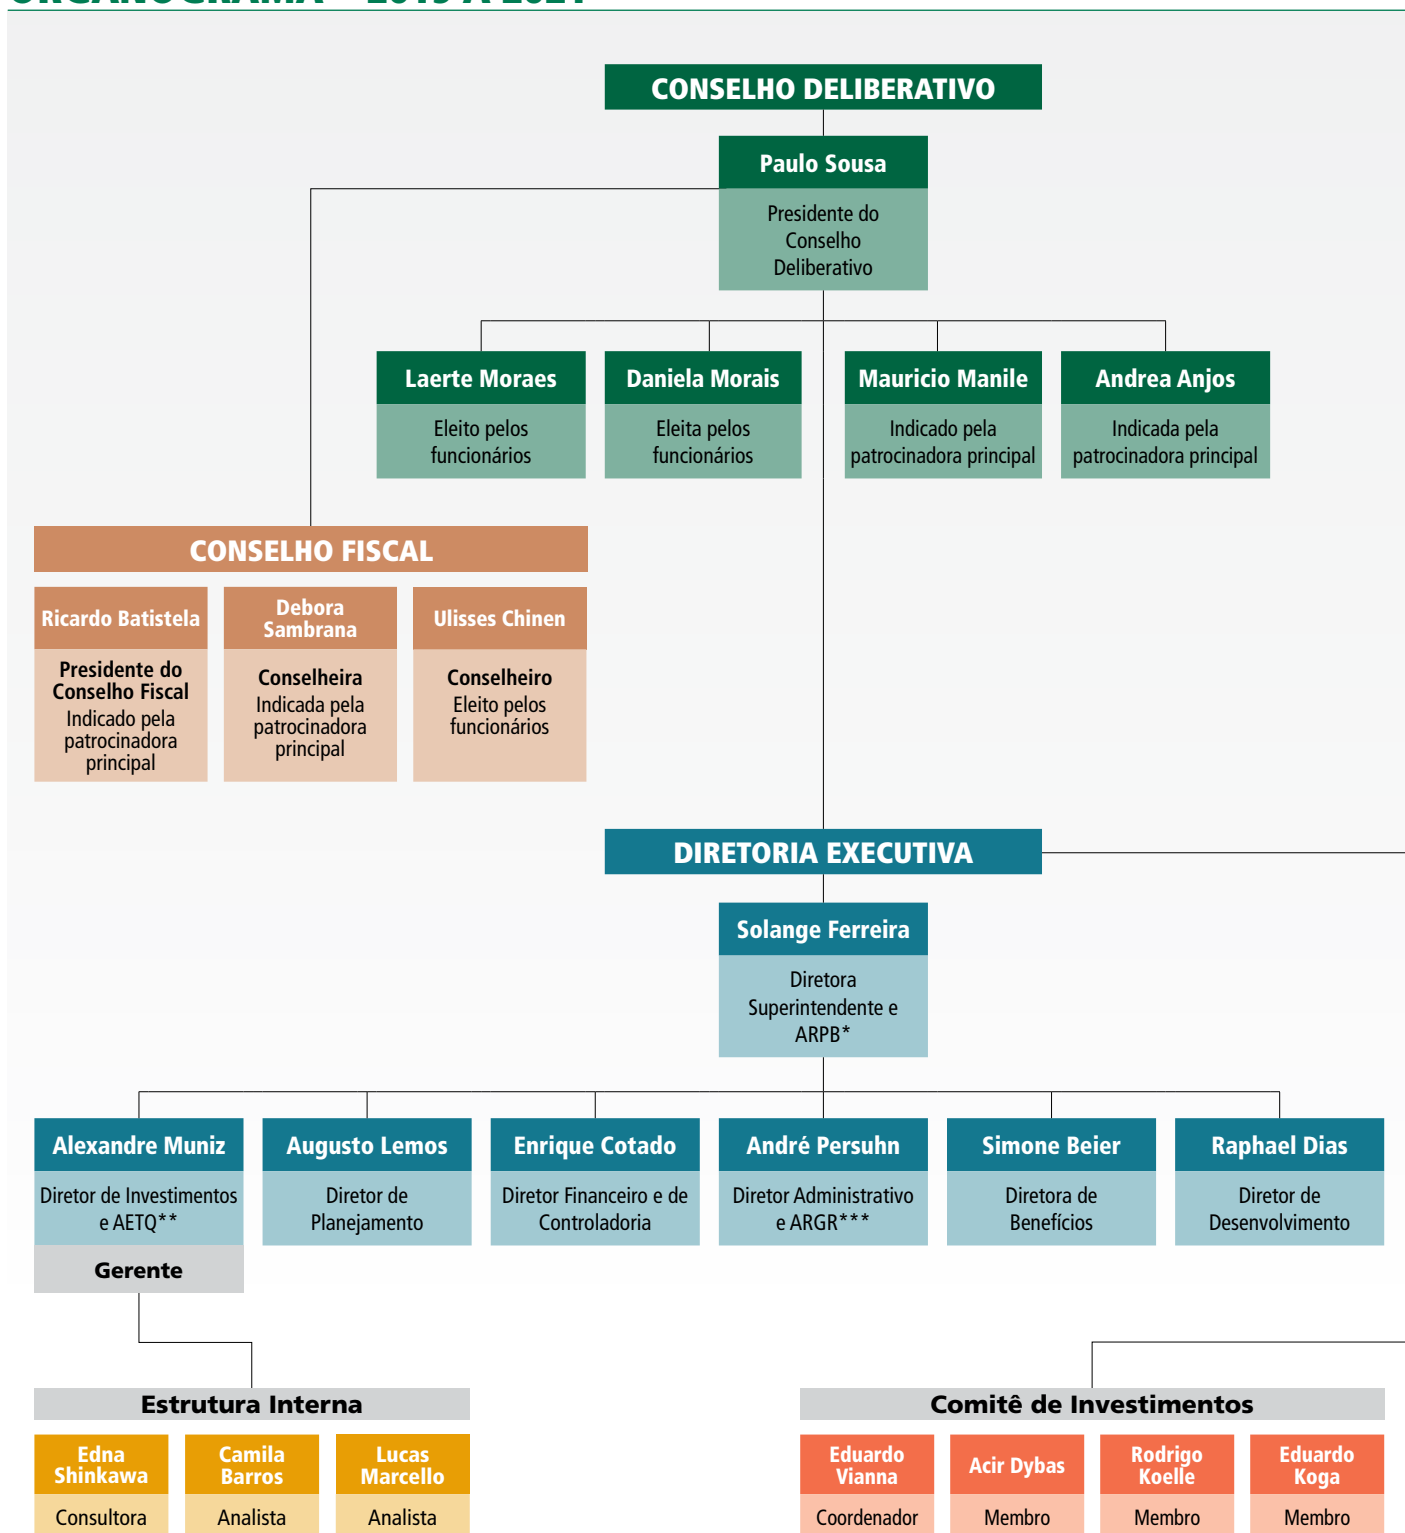 ORGANOGRAMA – 2019 A 2021
CONSELHO DELIBERATIVO
Paulo Sousa
Presidente do
Conselho
Deliberativo
Laerte Moraes
Eleito pelos
funcionários
Daniela Morais
Eleita pelos
funcionários
Mauricio Manile
Indicado pela
patrocinadora principal
Andrea Anjos
Indicada pela
patrocinadora principal
CONSELHO FISCAL
Ricardo Batistela
Presidente do
Conselho Fiscal
Indicado pela
patrocinadora
principal
Debora
Sambrana
Conselheira
Indicada pela
patrocinadora
principal
Ulisses Chinen
Conselheiro
Eleito pelos
funcionários
DIRETORIA EXECUTIVA
Solange Ferreira
Diretora
Superintendente e
ARPB*
Alexandre Muniz
Diretor de Investimentos
e AETQ**
Gerente
Augusto Lemos
Diretor de
Planejamento
Enrique Cotado
Diretor Financeiro e de
Controladoria
André Persuhn
Diretor Administrativo
e ARGR***
Simone Beier
Diretora de
Benefícios
Raphael Dias
Diretor de
Desenvolvimento
Estrutura Interna
Edna
Shinkawa
Consultora
Camila
Barros
Analista
Lucas
Marcello
Analista
Comitê de Investimentos
Eduardo
Vianna
Coordenador
Acir Dybas
Membro
Rodrigo
Koelle
Membro
Eduardo
Koga
Membro